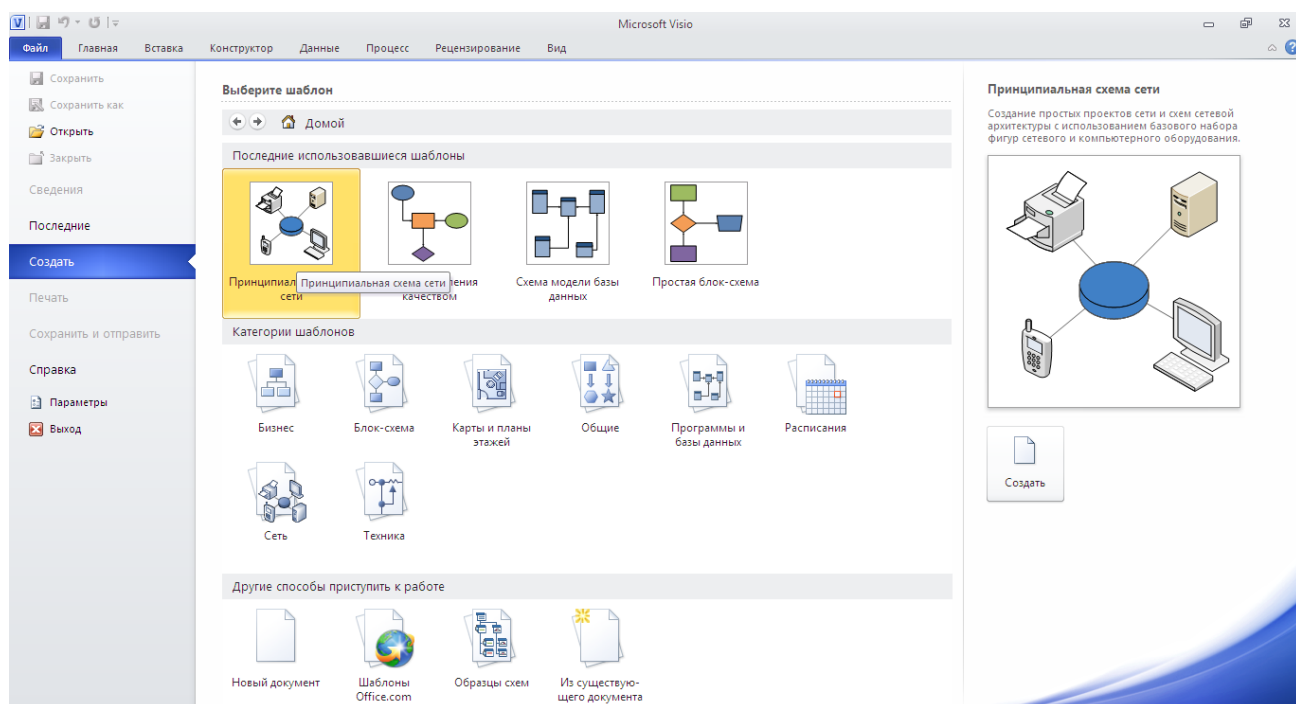 Microsoft Visio
Файл Главная Вставка Конструктор Данные Процесс Рецензирование Вид
Сохранить
Сохранить как
Открыть
Закрыть
Сведения
Последние
Создать
Печать
Сохранить и отправить
Справка
Параметры
Выход
Выберите шаблон
Домой
Последние использовавшиеся шаблоны
Принципиал
сети
Принципиальная схема сети
ления
качеством
Схема модели базы
данных
Простая блок-схема
Категории шаблонов
Бизнес
Блок-схема
Карты и планы
этажей
Общие
Программы и
базы данных
Расписания
Сеть
Техника
Другие способы приступить к работе
Новый документ
Шаблоны
Office.com
Образцы схем
Из существую-
щего документа
Принципиальная схема сети
Создание простых проектов сети и схем сетевой
архитектуры с использованием базового набора
фигур сетевого и компьютерного оборудования.
Создать